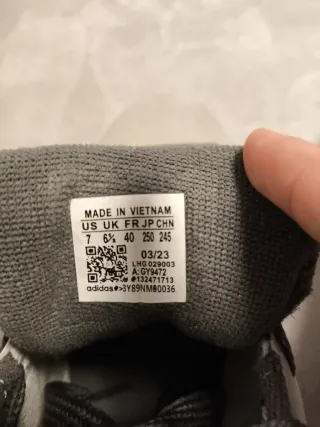 MADE IN VIETNAM
US UK FR JP CHN
7 6½ 40 250 245
03/23
LHG 029003
A: GY9472
#132471713
adidas#>3Y89NM00036